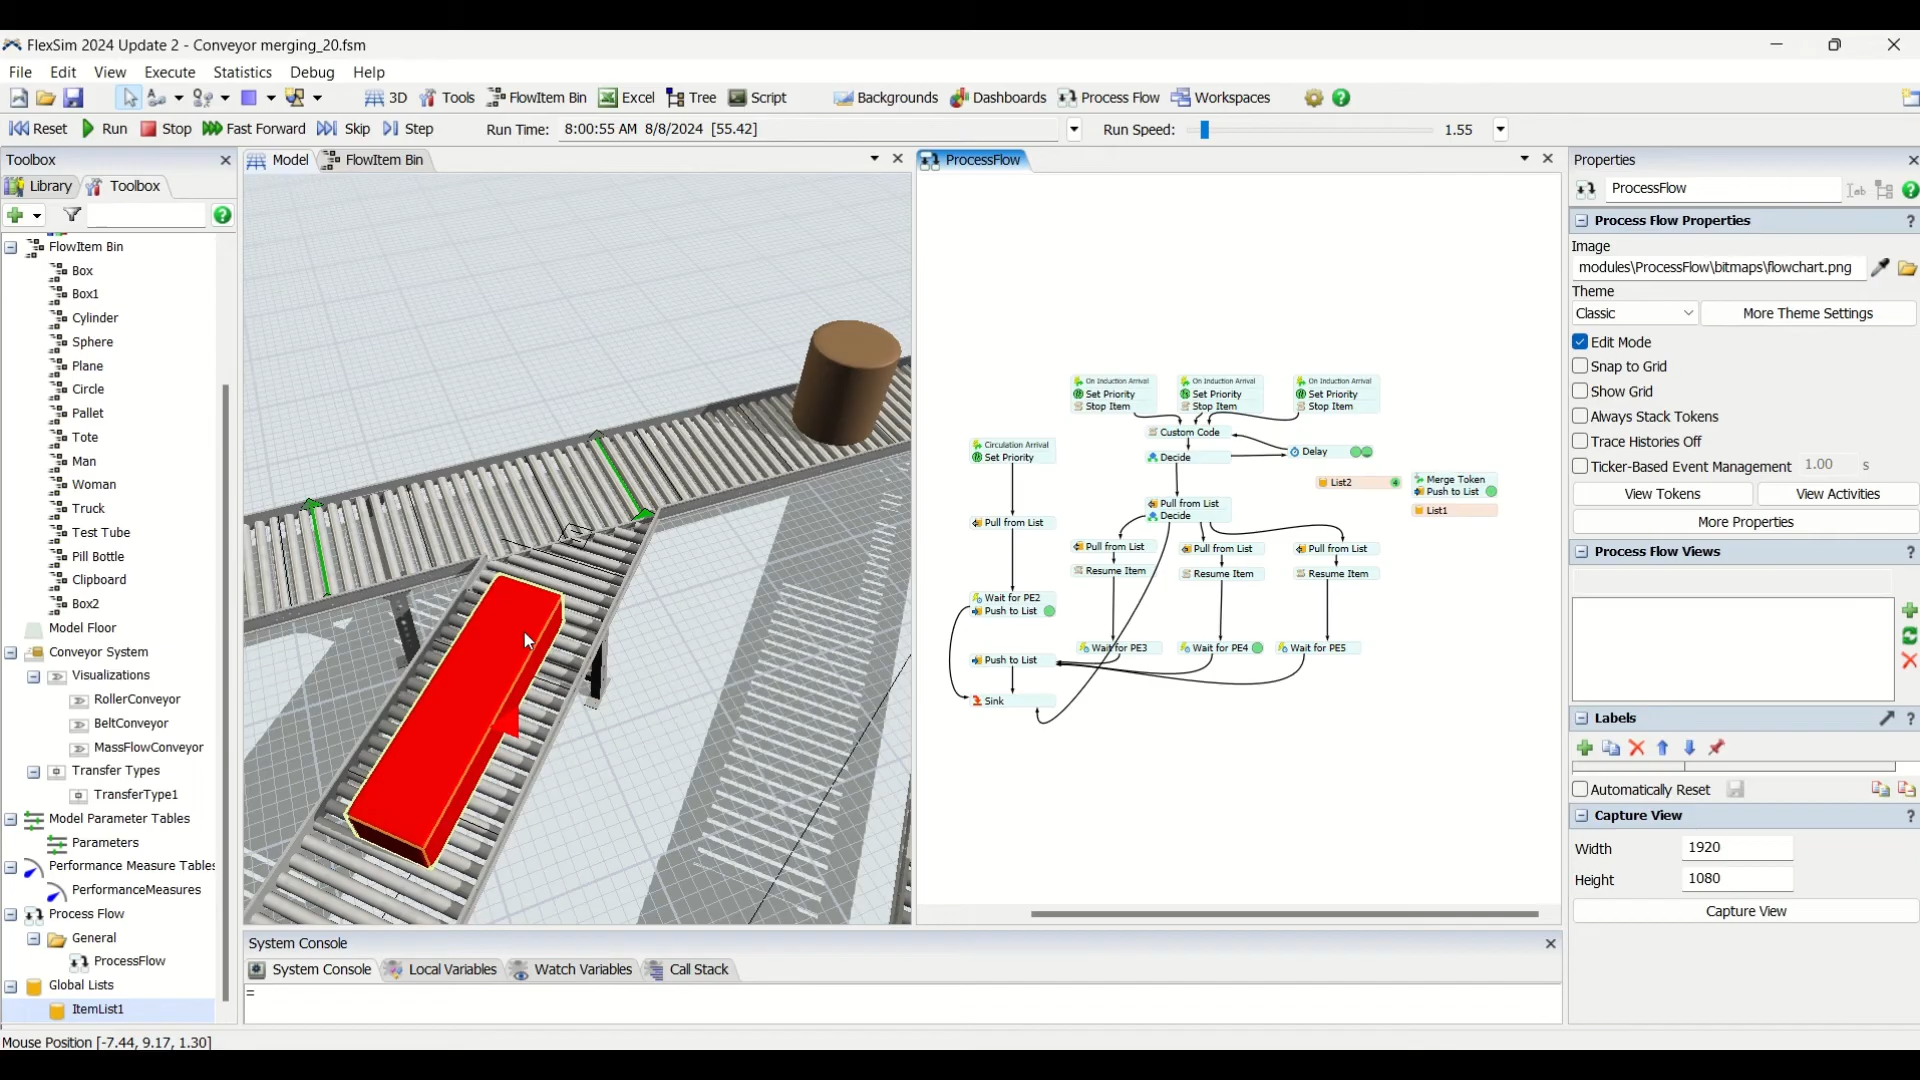 FlexSim 2024 Update 2 - Conveyor merging_20.fsm
File Edit View Execute Statistics Debug Help
3D Tools FlowItem Bin Excel Tree Script Backgrounds Dashboards Process Flow Workspaces
Reset Run Stop Fast Forward Skip Step Run Time: 8:00:55 AM 8/8/2024 [55.42] Run Speed: 1.55
Toolbox
Library Toolbox
FlowItem Bin
Box
Box1
Cylinder
Sphere
Plane
Circle
Pallet
Tote
Man
Woman
Truck
Test Tube
Pill Bottle
Clipboard
Box2
Model Floor
Conveyor System
Visualizations
RollerConveyor
BeltConveyor
MassFlowConveyor
Transfer Types
TransferType1
Model Parameter Tables
Parameters
Performance Measure Tables
PerformanceMeasures
Process Flow
General
ProcessFlow
Global Lists
ItemList1
Mouse Position [-7.44, 9.17, 1.30]
Model FlowItem Bin
ProcessFlow
On Induction Arrival
Set Priority
Stop Item
On Induction Arrival
Set Priority
Stop Item
On Induction Arrival
Set Priority
Stop Item
Custom Code
Decide
Delay
Circulation Arrival
Set Priority
List2 4
Merge Token
Push to List
List1
Pull from List
Decide
Pull from List
Pull from List
Resume Item
Pull from List
Resume Item
Pull from List
Resume Item
Wait for PE2
Push to List
Wait for PE3
Wait for PE4
Wait for PE5
Push to List
Sink
System Console
System Console Local Variables Watch Variables Call Stack
=
Properties
ProcessFlow
Process Flow Properties ?
Image
modules\ProcessFlow\bitmaps\flowchart.png
Theme
Classic More Theme Settings
Edit Mode
Snap to Grid
Show Grid
Always Stack Tokens
Trace Histories Off
Ticker-Based Event Management 1.00 s
View Tokens View Activities
More Properties
Process Flow Views ?
Labels ?
Automatically Reset
Capture View ?
Width 1920
Height 1080
Capture View